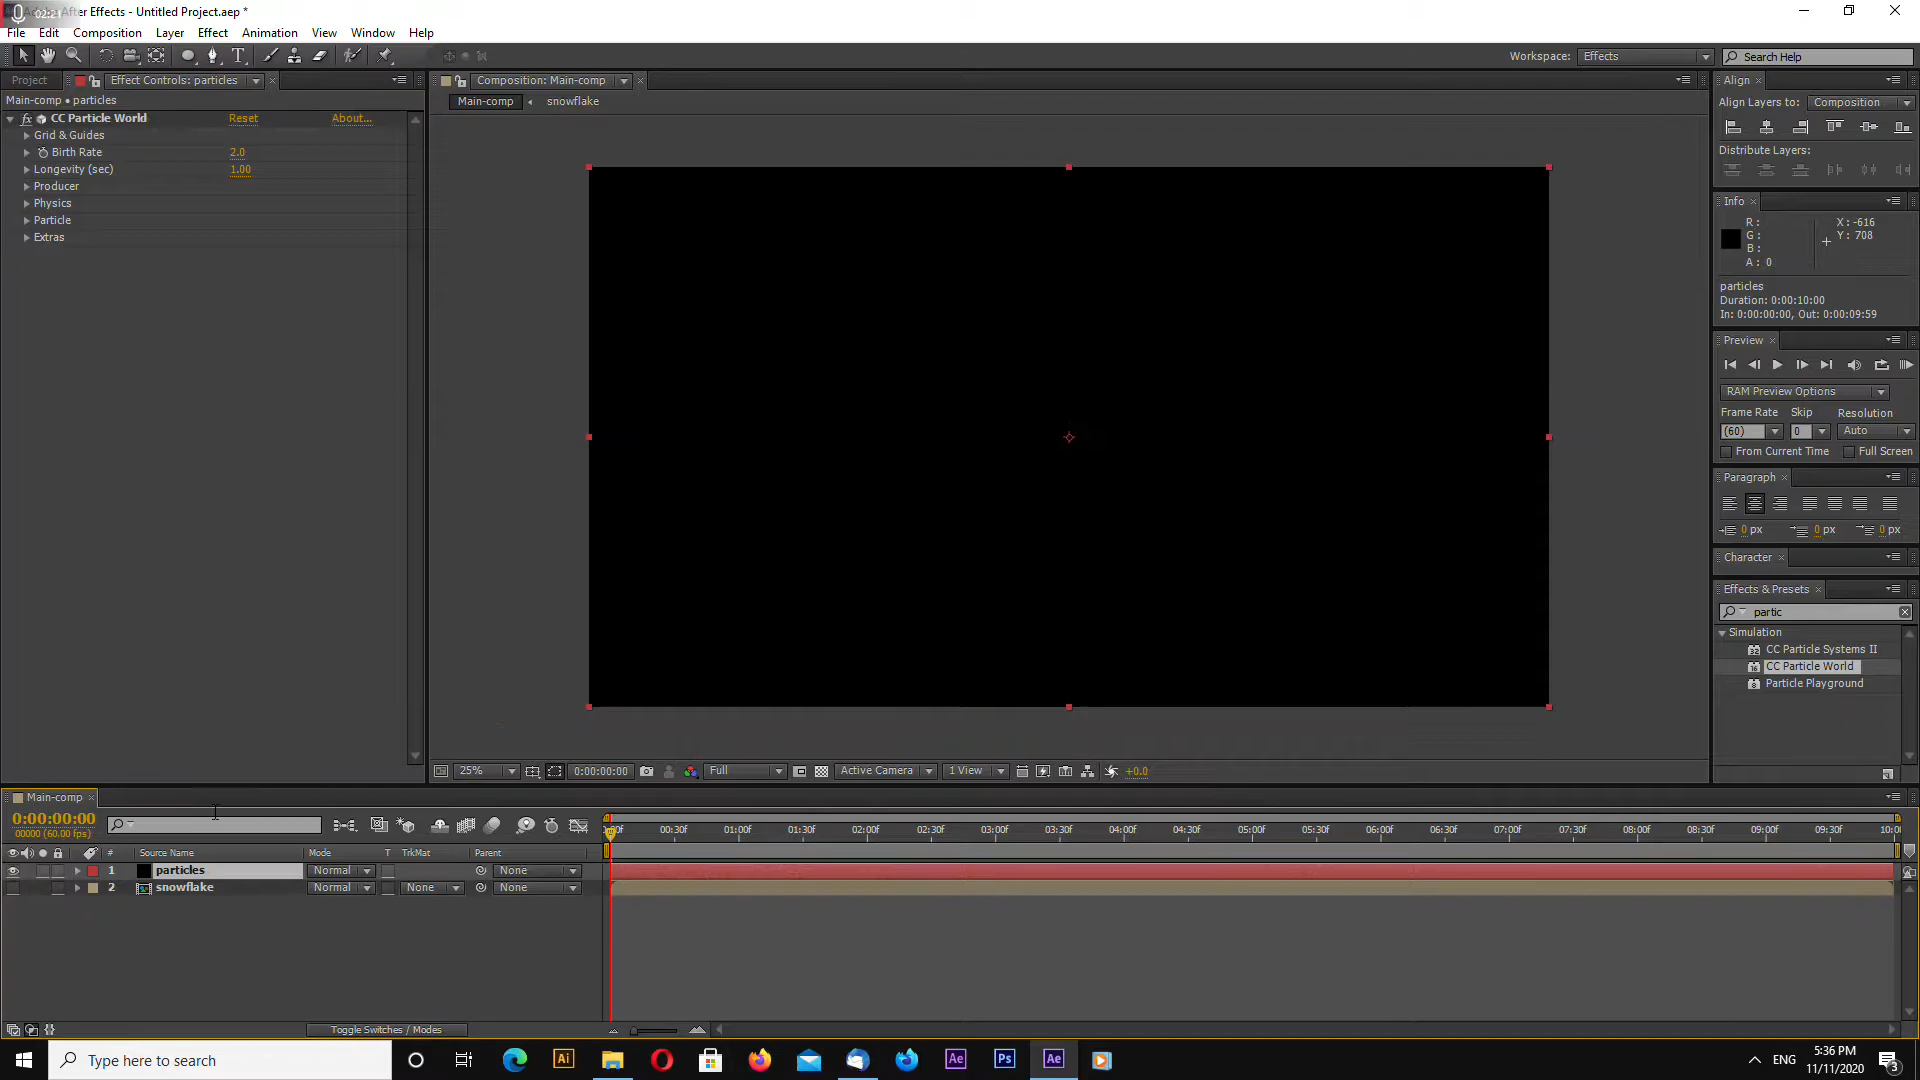 02:21
After Effects - Untitled Project.aep *
File Edit Composition Layer Effect Animation View Window Help
Workspace: Effects Search Help
Project Effect Controls: particles
Main-comp • particles
fx CC Particle World Reset About...
Grid & Guides
Birth Rate 2.0
Longevity (sec) 1.00
Producer
Physics
Particle
Extras
Composition: Main-comp
Main-comp snowflake
25% 0:00:00:00 Full Active Camera 1 View +0.0
Align
Align Layers to: Composition
Distribute Layers:
Info
R: X: -616
G: Y: 708
B:
A: 0
particles
Duration: 0:00:10:00
In: 0:00:00:00, Out: 0:00:09:59
Preview
RAM Preview Options
Frame Rate Skip Resolution
(60) 0 Auto
From Current Time Full Screen
Paragraph
0 px 0 px 0 px
Character
Effects & Presets
partic
Simulation
CC Particle Systems II
CC Particle World
Particle Playground
Main-comp
0:00:00:00
00000 (60.00 fps)
00:30f 01:00f 01:30f 02:00f 02:30f 03:00f 03:30f 04:00f 04:30f 05:00f 05:30f 06:00f 06:30f 07:00f 07:30f 08:00f 08:30f 09:00f 09:30f 10:0
# Source Name Mode T TrkMat Parent
1 particles Normal None
2 snowflake Normal None None
Toggle Switches / Modes
Type here to search
Ai Ae Ps Ae
ENG
5:36 PM
11/11/2020
3